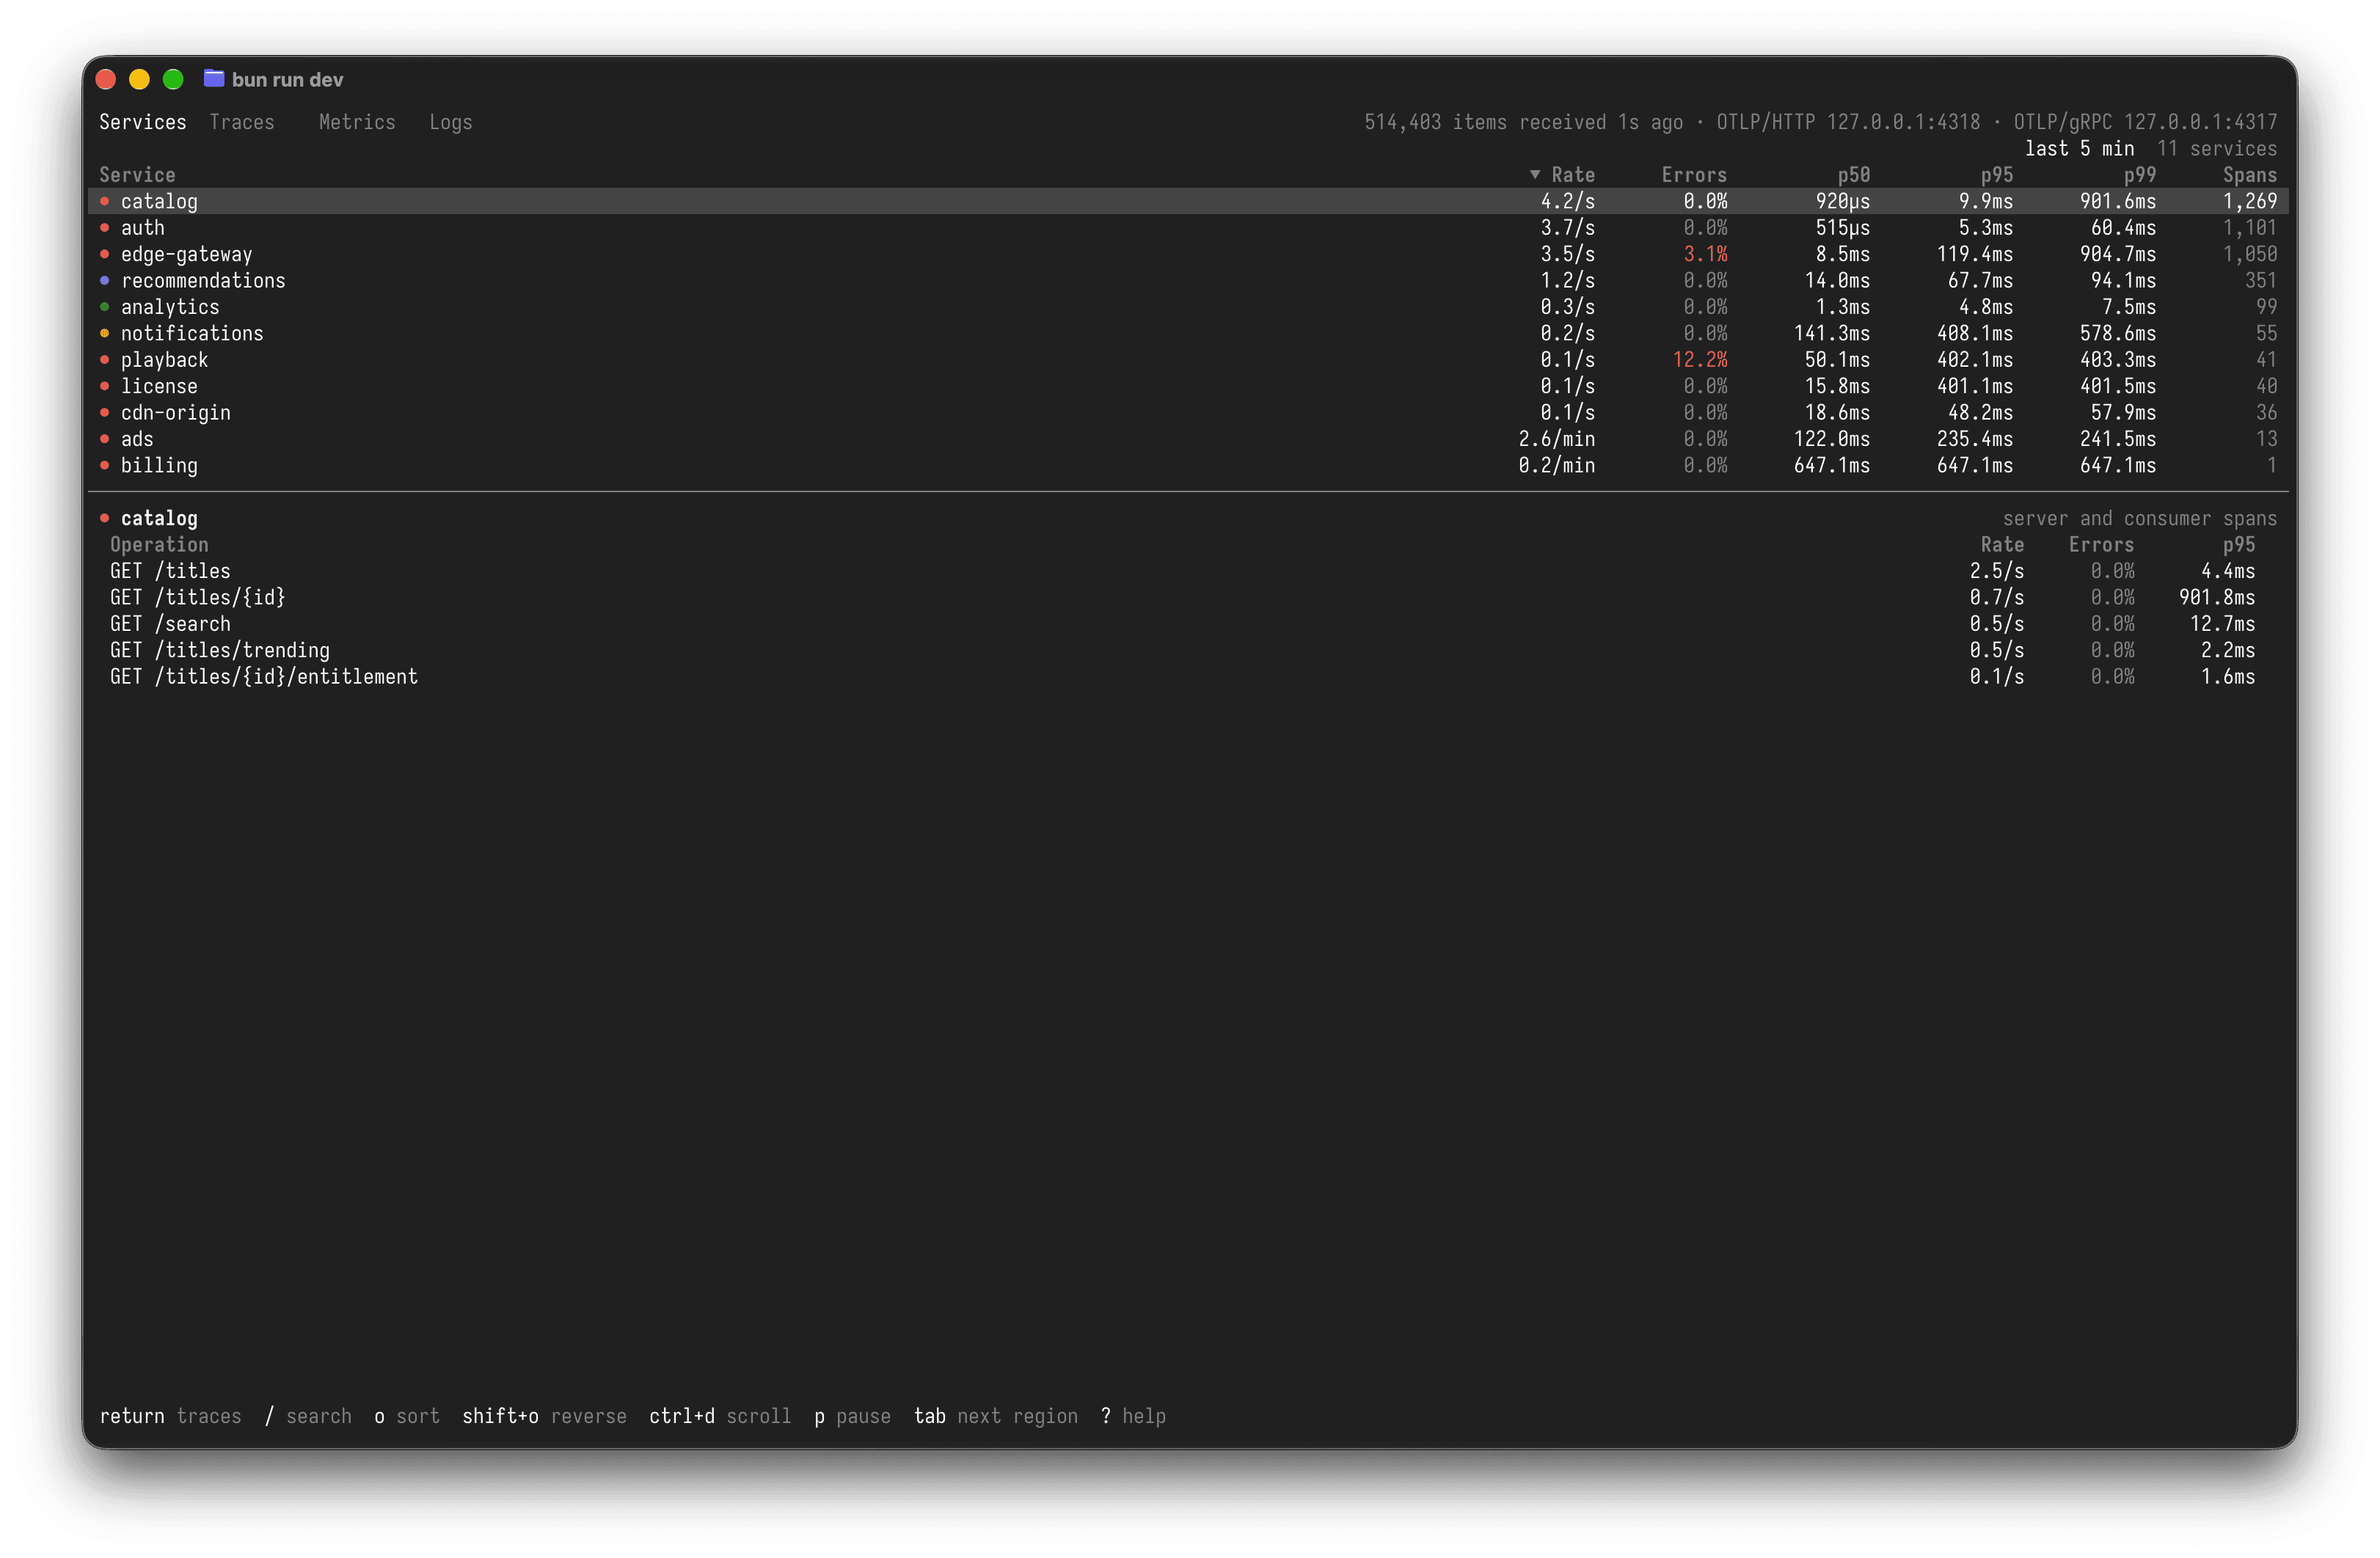 bun run dev
Services Traces Metrics Logs 514,403 items received 1s ago · OTLP/HTTP 127.0.0.1:4318 · OTLP/gRPC 127.0.0.1:4317
last 5 min 11 services
Service ▼ Rate Errors p50 p95 p99 Spans
catalog 4.2/s 0.0% 920µs 9.9ms 901.6ms 1,269
auth 3.7/s 0.0% 515µs 5.3ms 60.4ms 1,101
edge-gateway 3.5/s 3.1% 8.5ms 119.4ms 904.7ms 1,050
recommendations 1.2/s 0.0% 14.0ms 67.7ms 94.1ms 351
analytics 0.3/s 0.0% 1.3ms 4.8ms 7.5ms 99
notifications 0.2/s 0.0% 141.3ms 408.1ms 578.6ms 55
playback 0.1/s 12.2% 50.1ms 402.1ms 403.3ms 41
license 0.1/s 0.0% 15.8ms 401.1ms 401.5ms 40
cdn-origin 0.1/s 0.0% 18.6ms 48.2ms 57.9ms 36
ads 2.6/min 0.0% 122.0ms 235.4ms 241.5ms 13
billing 0.2/min 0.0% 647.1ms 647.1ms 647.1ms 1
catalog server and consumer spans
Operation Rate Errors p95
GET /titles 2.5/s 0.0% 4.4ms
GET /titles/{id} 0.7/s 0.0% 901.8ms
GET /search 0.5/s 0.0% 12.7ms
GET /titles/trending 0.5/s 0.0% 2.2ms
GET /titles/{id}/entitlement 0.1/s 0.0% 1.6ms
return traces / search o sort shift+o reverse ctrl+d scroll p pause tab next region ? help